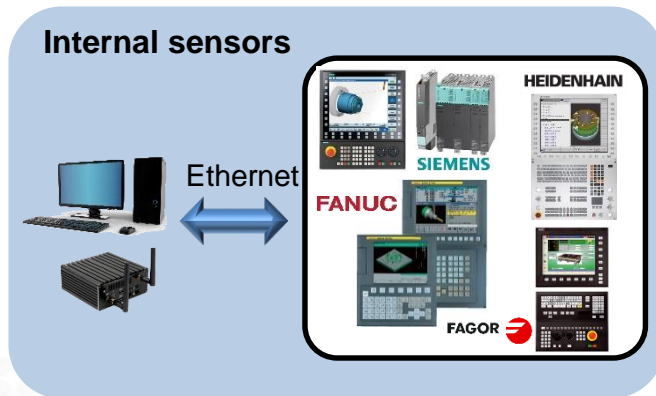 Internal sensors
HEIDENHAIN
SIEMENS
Ethernet
FANUC
FAGOR